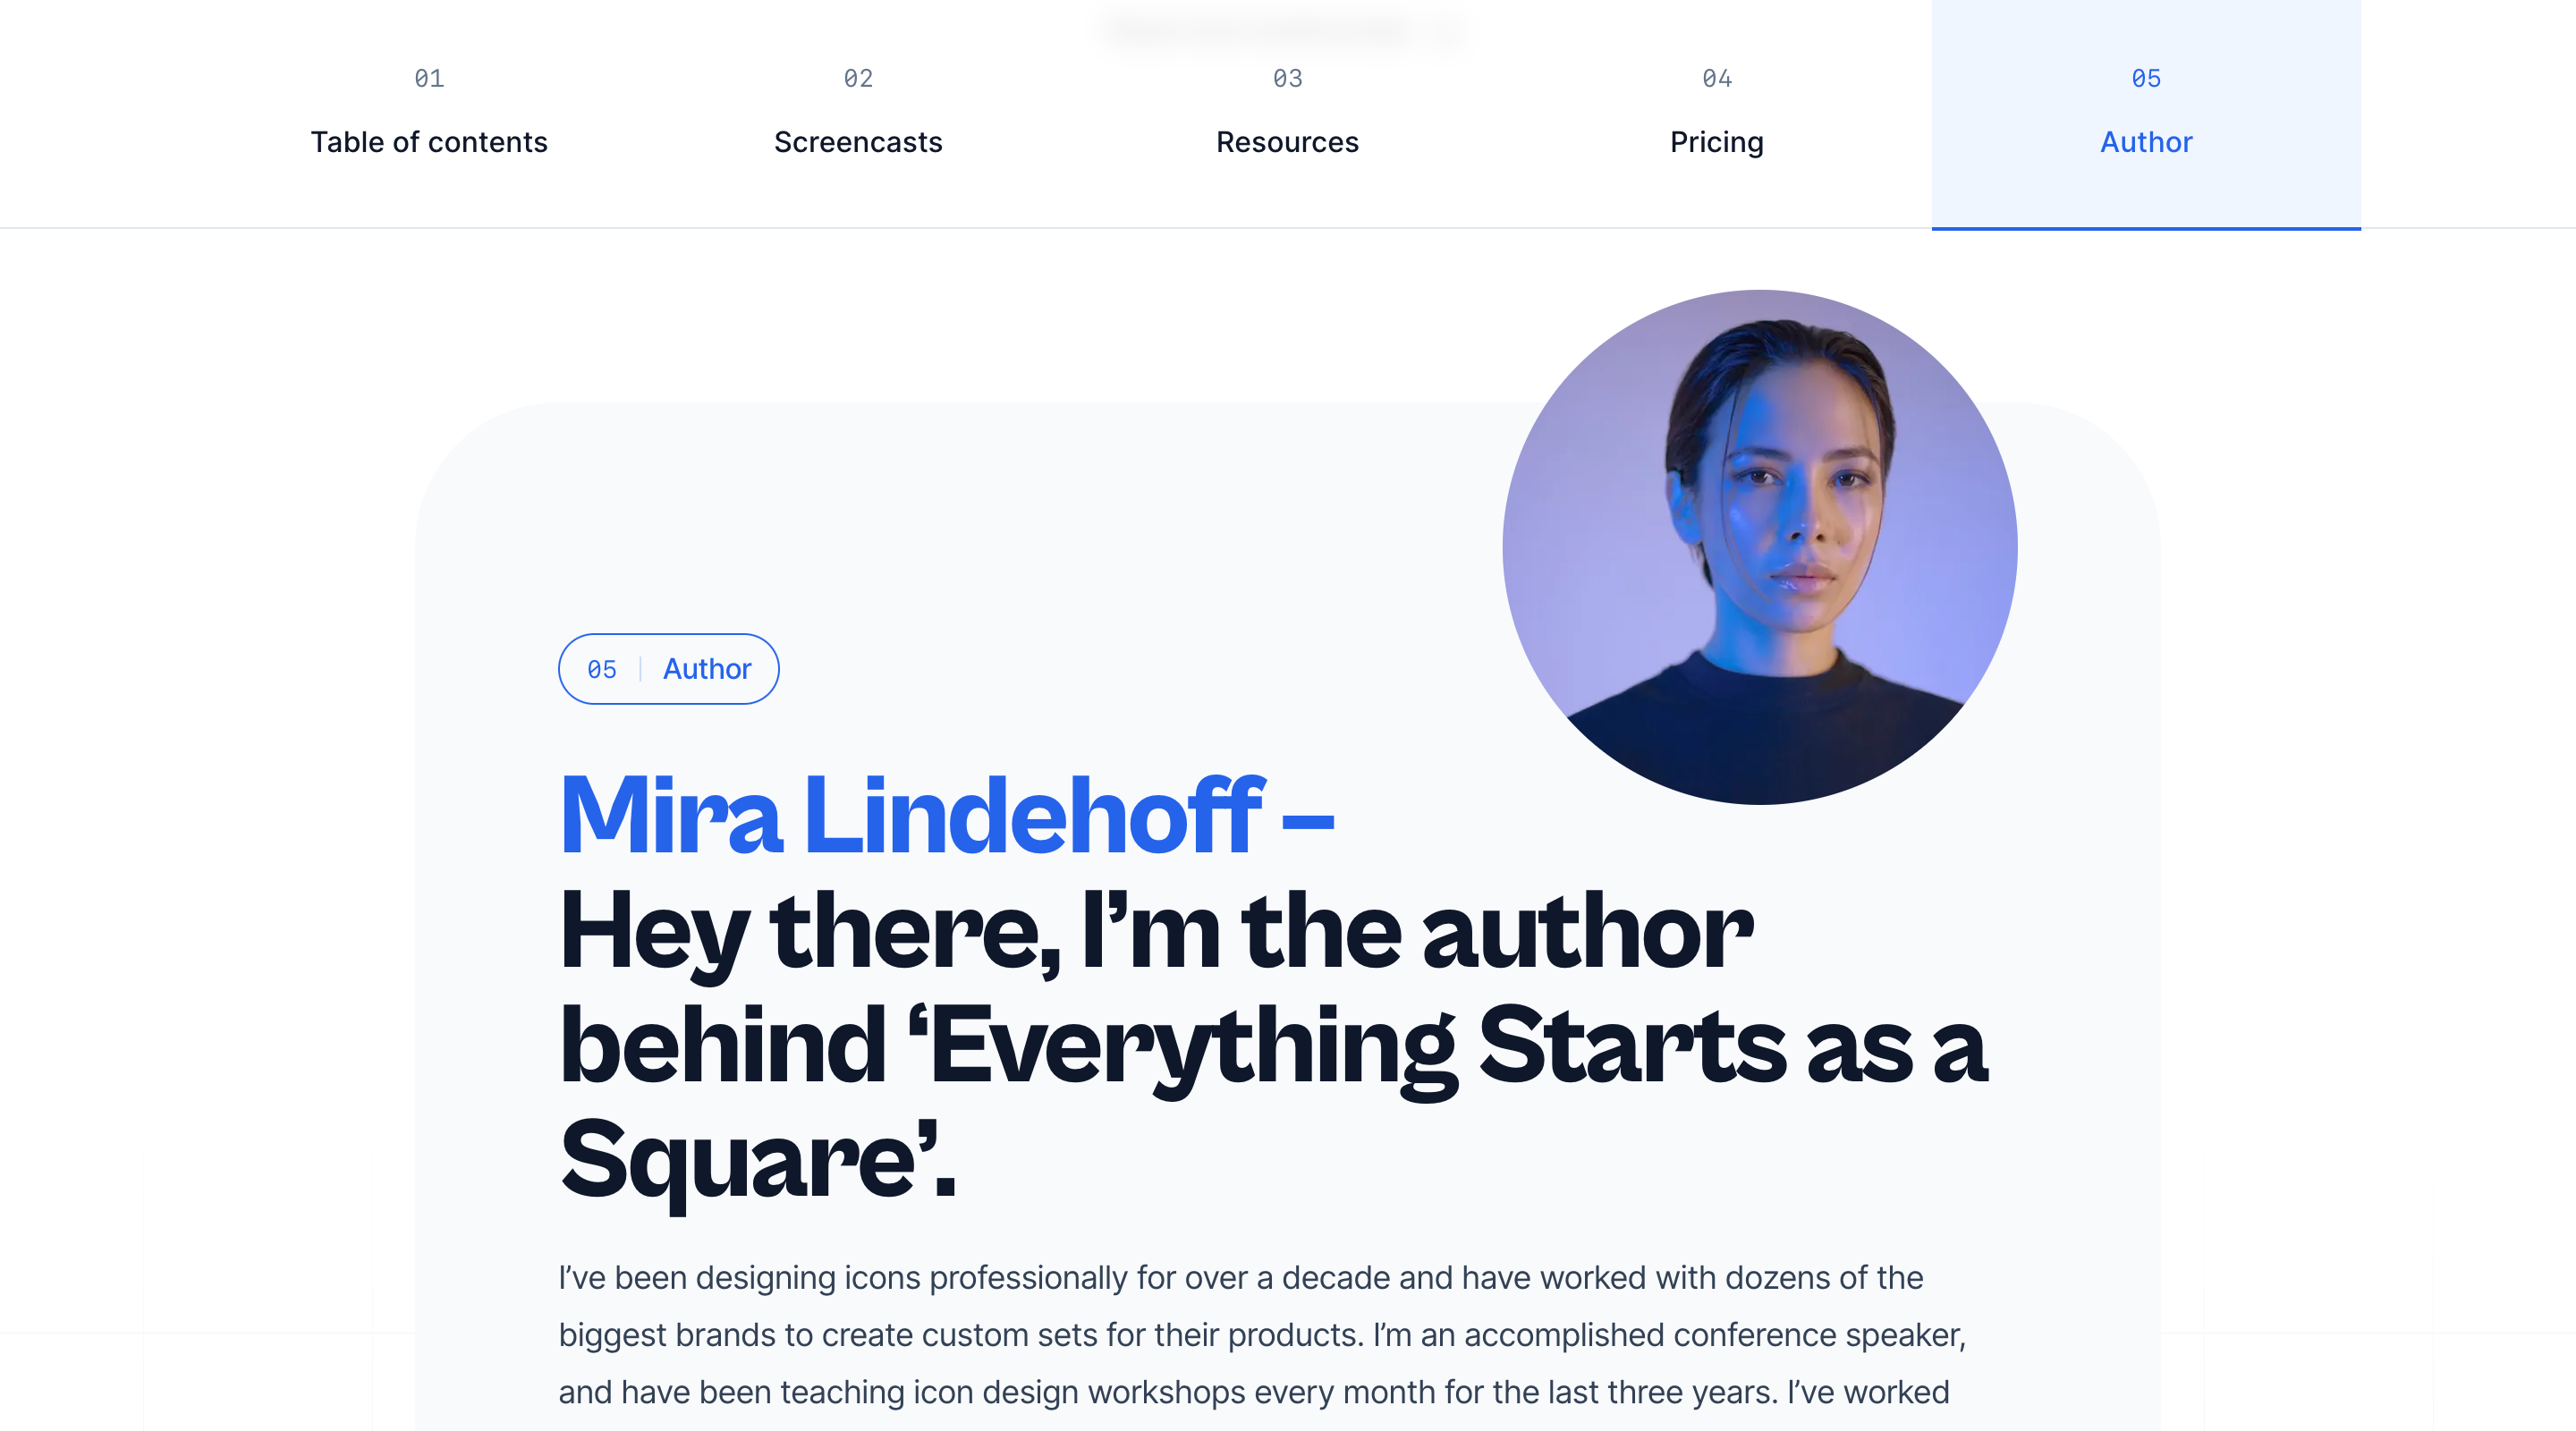 01
Table of contents
02
Screencasts
03
Resources
04
Pricing
05
Author
05 | Author
Mira Lindehoff –
Hey there, I’m the author
behind ‘Everything Starts as a
Square’.
I’ve been designing icons professionally for over a decade and have worked with dozens of the
biggest brands to create custom sets for their products. I’m an accomplished conference speaker,
and have been teaching icon design workshops every month for the last three years. I’ve worked